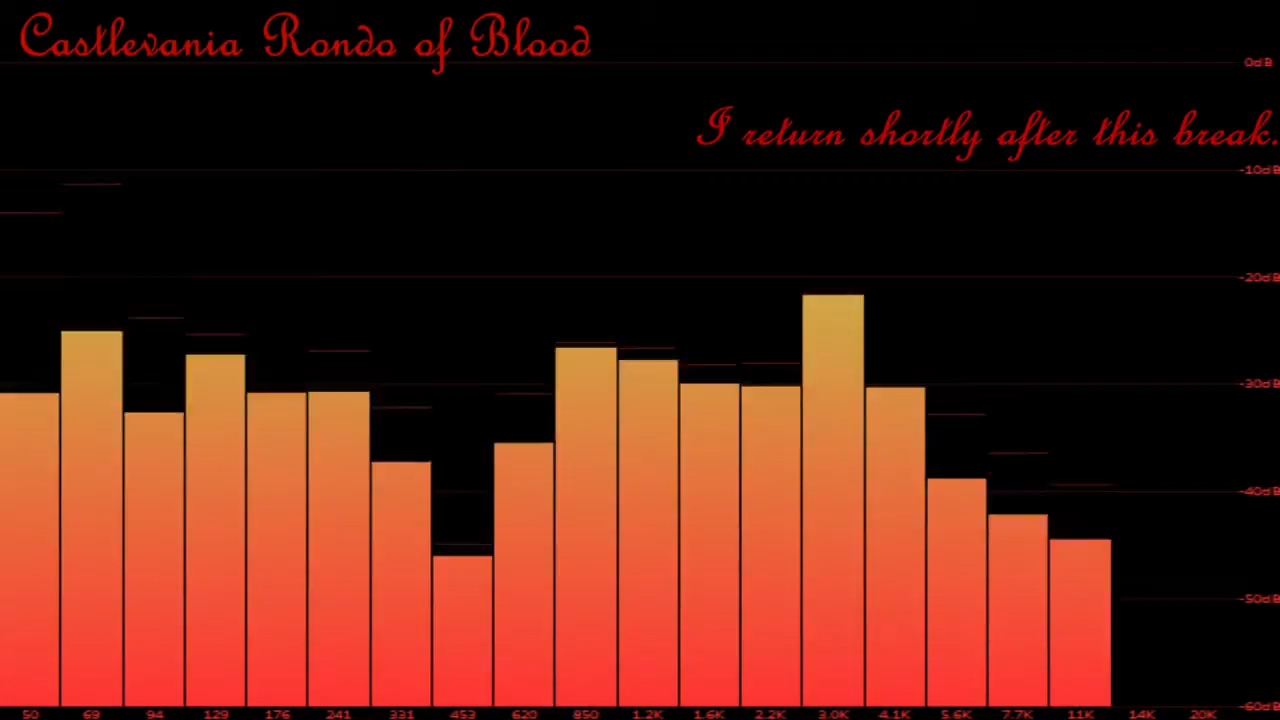 Castlevania Rondo of Blood
0dB
I return shortly after this break.
-10dB
-20dB
-30dB
-40dB
-50dB
-60dB
50 69 94 129 176 241 331 453 620 850 1.2K 1.6K 2.2K 3.0K 4.1K 5.6K 7.7K 11K 14K 20K